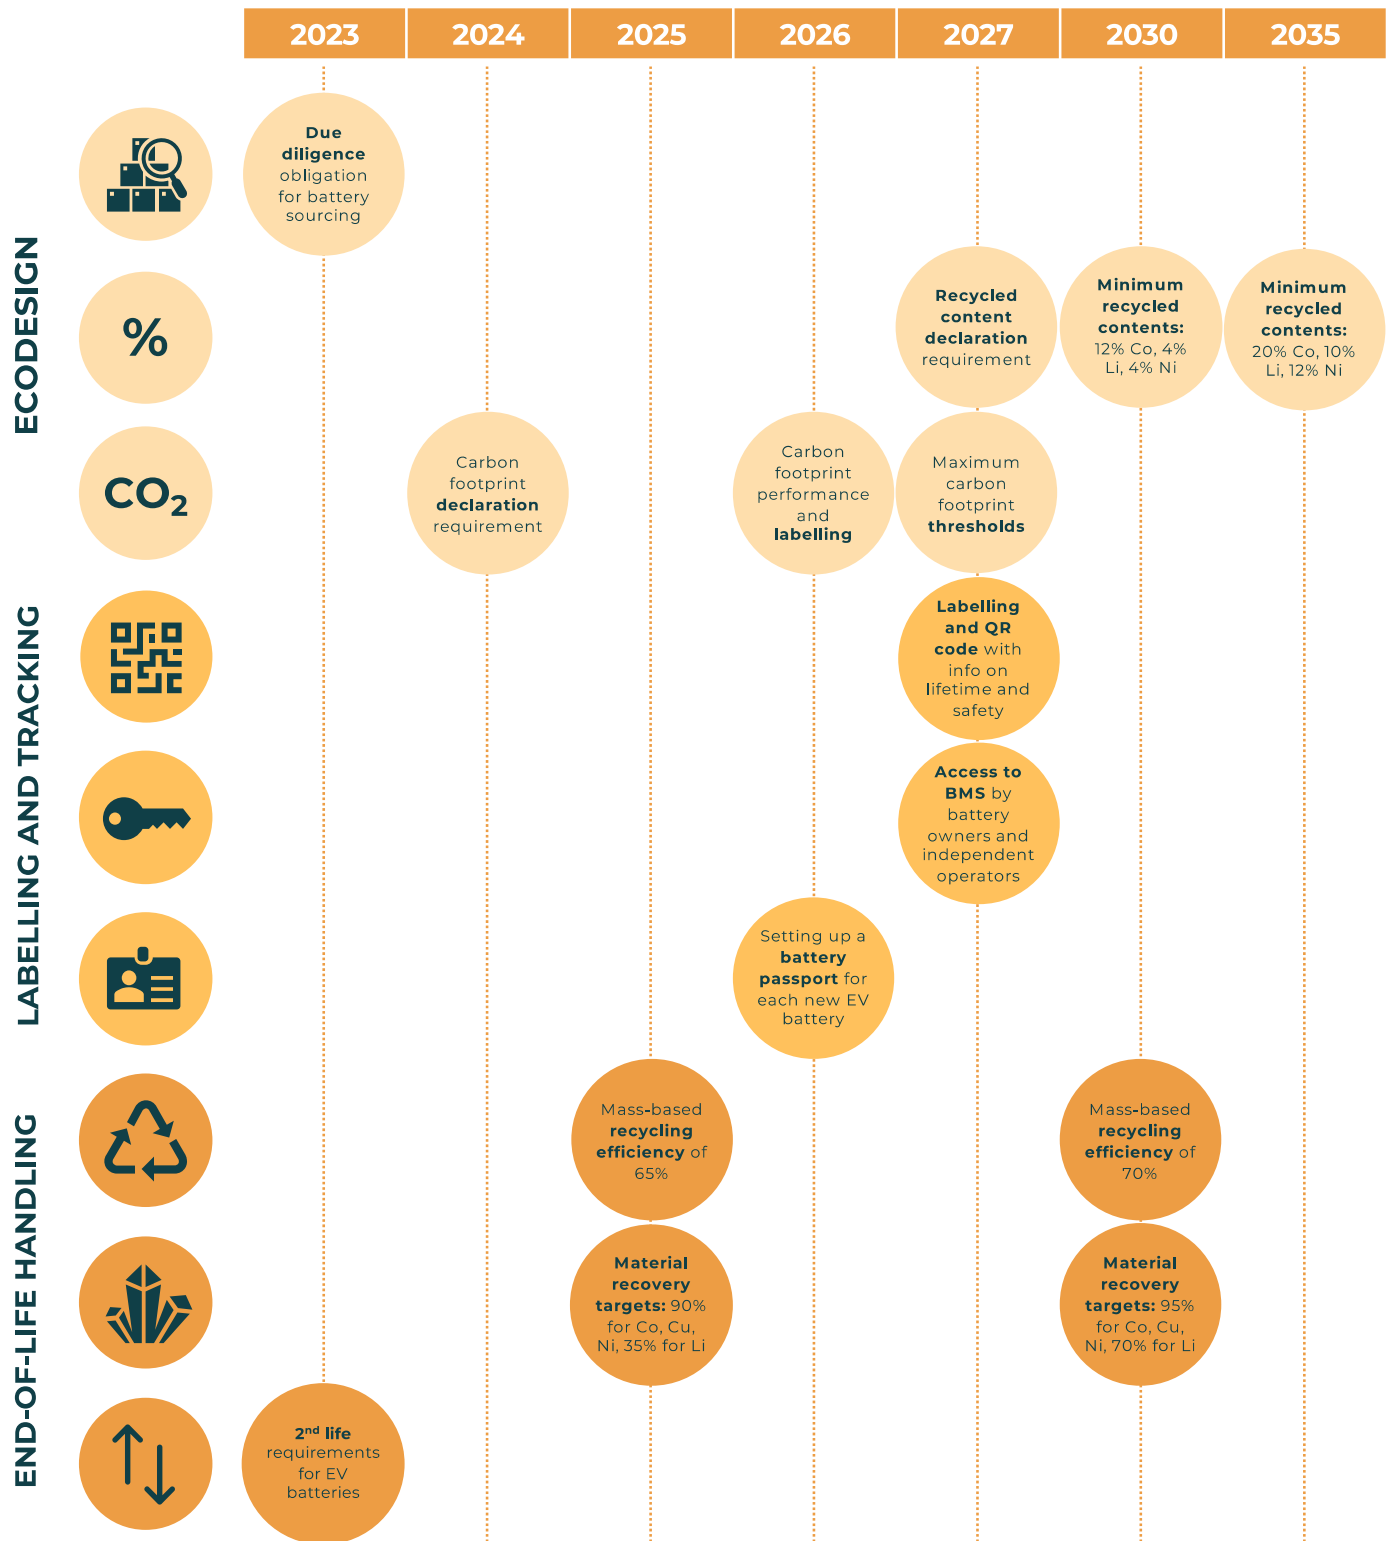 2023 2024 2025 2026 2027 2030 2035
ECODESIGN
Due
diligence
obligation
for battery
sourcing
%
Recycled
content
declaration
requirement
Minimum
recycled
contents:
12% Co, 4%
Li, 4% Ni
Minimum
recycled
contents:
20% Co, 10%
Li, 12% Ni
CO₂
Carbon
footprint
declaration
requirement
Carbon
footprint
performance
and
labelling
Maximum
carbon
footprint
thresholds
LABELLING AND TRACKING
Labelling
and QR
code with
info on
lifetime and
safety
Access to
BMS by
battery
owners and
independent
operators
Setting up a
battery
passport for
each new EV
battery
END-OF-LIFE HANDLING
Mass-based
recycling
efficiency of
65%
Mass-based
recycling
efficiency of
70%
Material
recovery
targets: 90%
for Co, Cu,
Ni, 35% for Li
Material
recovery
targets: 95%
for Co, Cu,
Ni, 70% for Li
2nd life
requirements
for EV
batteries